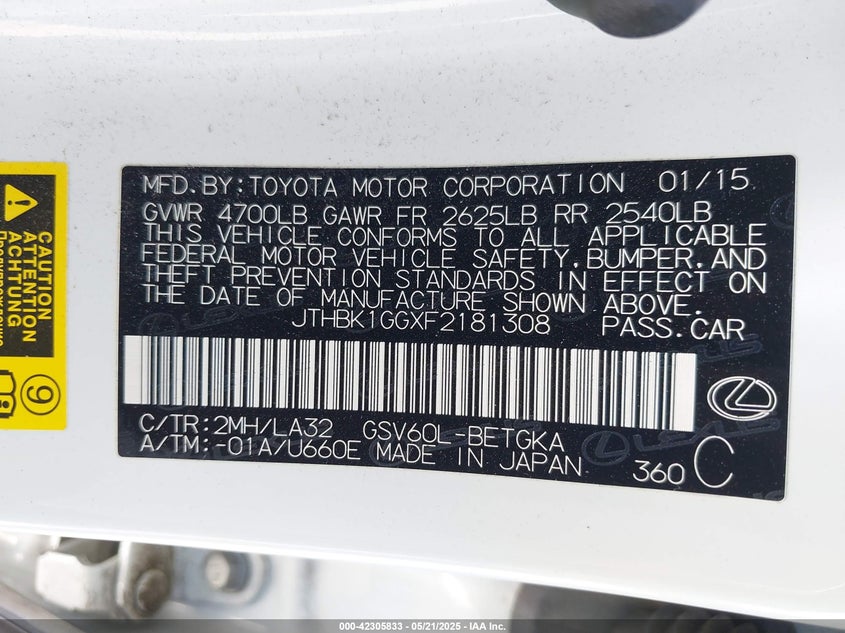 MFD.BY:TOYOTA MOTOR CORPORATION 01/15
GVWR 4700LB GAWR FR 2625LB RR 2540LB
THIS VEHICLE CONFORMS TO ALL APPLICABLE
FEDERAL MOTOR VEHICLE SAFETY,BUMPER,AND
THEFT PREVENTION STANDARDS IN EFFECT ON
THE DATE OF MANUFACTURE SHOWN ABOVE.
JTHBK1GGXF2181308 PASS.CAR
C/TR:2MH/LA32 GSV60L-BETGKA
A/TM:-01A/U660E MADE IN JAPAN 360 C
CAUTION
ATTENTION
ACHTUNG
9
000-42305833 - 05/21/2025 - IAA Inc.